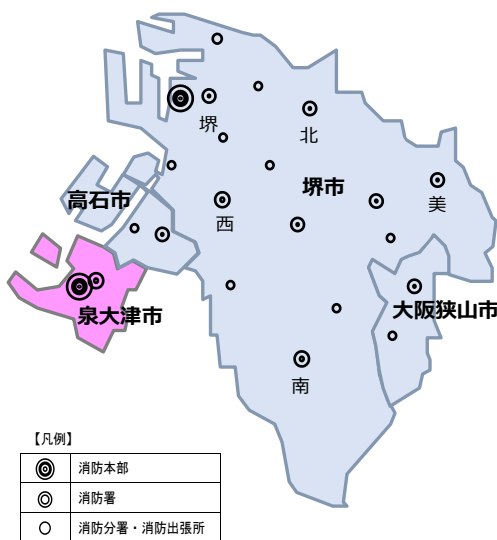 堺
北
高石市
堺市
美
西
泉大津市
大阪狭山市
南
【凡例】
消防本部
消防署
消防分署・消防出張所